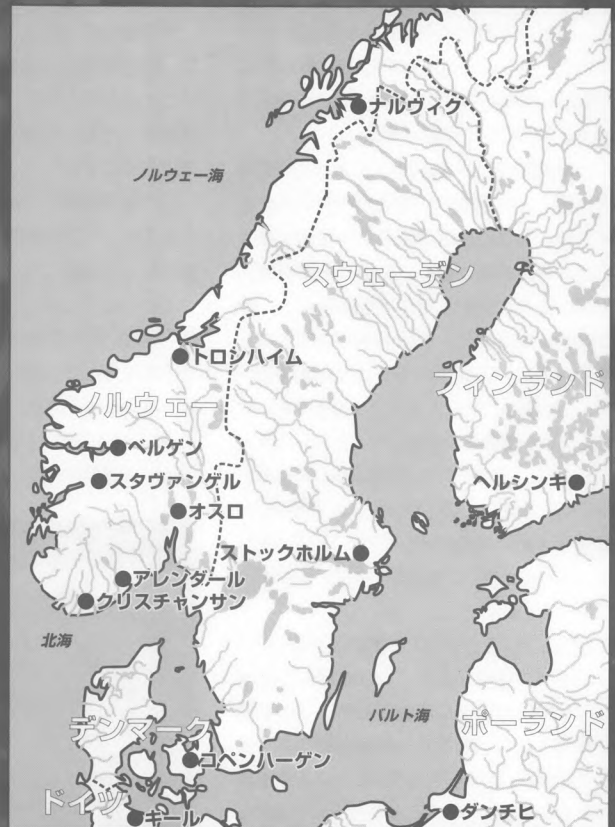 ナルヴィク
ノルウェー海
スウェーデン
トロンハイム
フィンランド
ノルウェー
ベルゲン
スタヴァンゲル
ヘルシンキ
オスロ
ストックホルム
アレンダール
クリスチャンサン
北海
バルト海
デンマーク
ポーランド
コペンハーゲン
ドイツ
キール
ダンチヒ